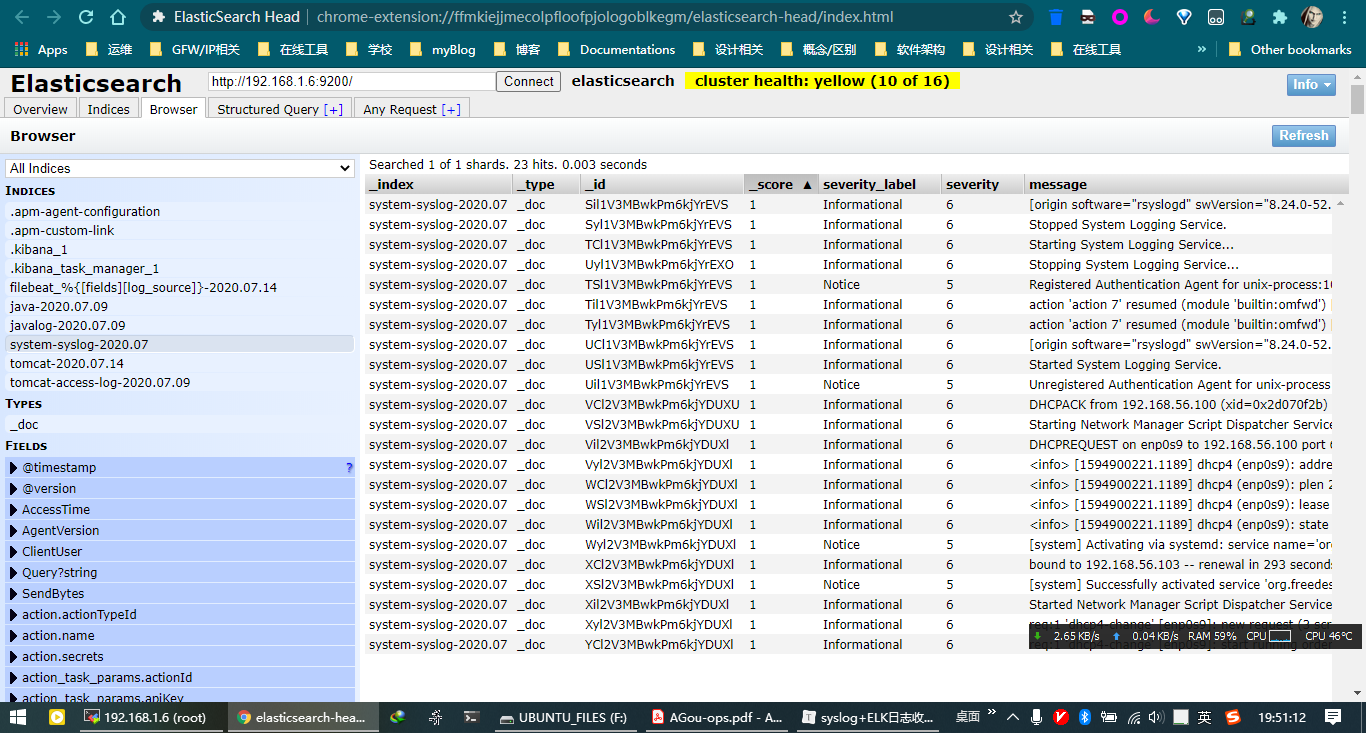 ElasticSearch Head chrome-extension://ffmkiejjmecolpfloofpjologoblkegm/elasticsearch-head/index.html
Apps 运维 GFW/IP相关 在线工具 学校 myBlog 博客 Documentations 设计相关 概念/区别 软件架构 设计相关 在线工具 » Other bookmarks
Elasticsearch http://192.168.1.6:9200/ Connect elasticsearch cluster health: yellow (10 of 16) Info
Overview Indices Browser Structured Query [+] Any Request [+]
Browser Refresh
All Indices
Indices
.apm-agent-configuration
.apm-custom-link
.kibana_1
.kibana_task_manager_1
filebeat_%{[fields][log_source]}-2020.07.14
java-2020.07.09
javalog-2020.07.09
system-syslog-2020.07
tomcat-2020.07.14
tomcat-access-log-2020.07.09
Types
_doc
Fields
@timestamp ?
@version
AccessTime
AgentVersion
ClientUser
Query?string
SendBytes
action.actionTypeId
action.name
action.secrets
action_task_params.actionId
action_task_params.apiKey
Searched 1 of 1 shards. 23 hits. 0.003 seconds
_index _type _id _score ▲ severity_label severity message
system-syslog-2020.07 _doc Sil1V3MBwkPm6kjYrEVS 1 Informational 6 [origin software="rsyslogd" swVersion="8.24.0-52.
system-syslog-2020.07 _doc Syl1V3MBwkPm6kjYrEVS 1 Informational 6 Stopped System Logging Service.
system-syslog-2020.07 _doc TCl1V3MBwkPm6kjYrEVS 1 Informational 6 Starting System Logging Service...
system-syslog-2020.07 _doc Uyl1V3MBwkPm6kjYrEXO 1 Informational 6 Stopping System Logging Service...
system-syslog-2020.07 _doc TSl1V3MBwkPm6kjYrEVS 1 Notice 5 Registered Authentication Agent for unix-process:10
system-syslog-2020.07 _doc Til1V3MBwkPm6kjYrEVS 1 Informational 6 action 'action 7' resumed (module 'builtin:omfwd') [
system-syslog-2020.07 _doc Tyl1V3MBwkPm6kjYrEVS 1 Informational 6 action 'action 7' resumed (module 'builtin:omfwd') [
system-syslog-2020.07 _doc UCl1V3MBwkPm6kjYrEVS 1 Informational 6 [origin software="rsyslogd" swVersion="8.24.0-52.
system-syslog-2020.07 _doc USl1V3MBwkPm6kjYrEVS 1 Informational 6 Started System Logging Service.
system-syslog-2020.07 _doc Uil1V3MBwkPm6kjYrEVS 1 Notice 5 Unregistered Authentication Agent for unix-process
system-syslog-2020.07 _doc VCl2V3MBwkPm6kjYDUXU 1 Informational 6 DHCPACK from 192.168.56.100 (xid=0x2d070f2b)
system-syslog-2020.07 _doc VSl2V3MBwkPm6kjYDUXU 1 Informational 6 Starting Network Manager Script Dispatcher Service
system-syslog-2020.07 _doc Vil2V3MBwkPm6kjYDUXl 1 Informational 6 DHCPREQUEST on enp0s9 to 192.168.56.100 port
system-syslog-2020.07 _doc Vyl2V3MBwkPm6kjYDUXl 1 Informational 6 <info> [1594900221.1189] dhcp4 (enp0s9): addre
system-syslog-2020.07 _doc WCl2V3MBwkPm6kjYDUXl 1 Informational 6 <info> [1594900221.1189] dhcp4 (enp0s9): plen 2
system-syslog-2020.07 _doc WSl2V3MBwkPm6kjYDUXl 1 Informational 6 <info> [1594900221.1189] dhcp4 (enp0s9): lease
system-syslog-2020.07 _doc Wil2V3MBwkPm6kjYDUXl 1 Informational 6 <info> [1594900221.1189] dhcp4 (enp0s9): state
system-syslog-2020.07 _doc Wyl2V3MBwkPm6kjYDUXl 1 Notice 5 [system] Activating via systemd: service name='or
system-syslog-2020.07 _doc XCl2V3MBwkPm6kjYDUXl 1 Informational 6 bound to 192.168.56.103 -- renewal in 293 seconds
system-syslog-2020.07 _doc XSl2V3MBwkPm6kjYDUXl 1 Notice 5 [system] Successfully activated service 'org.freedes
system-syslog-2020.07 _doc Xil2V3MBwkPm6kjYDUXl 1 Informational 6 Started Network Manager Script Dispatcher Service
system-syslog-2020.07 _doc Xyl2V3MBwkPm6kjYDUXl 1 Informational 6
system-syslog-2020.07 _doc YCl2V3MBwkPm6kjYDUXl 1 Informational 6
2.65 KB/s 0.04 KB/s RAM 59% CPU CPU 46°C
192.168.1.6 (root) elasticsearch-hea... UBUNTU_FILES (F:) AGou-ops.pdf - A... syslog+ELK日志收... 桌面 » 英 19:51:12